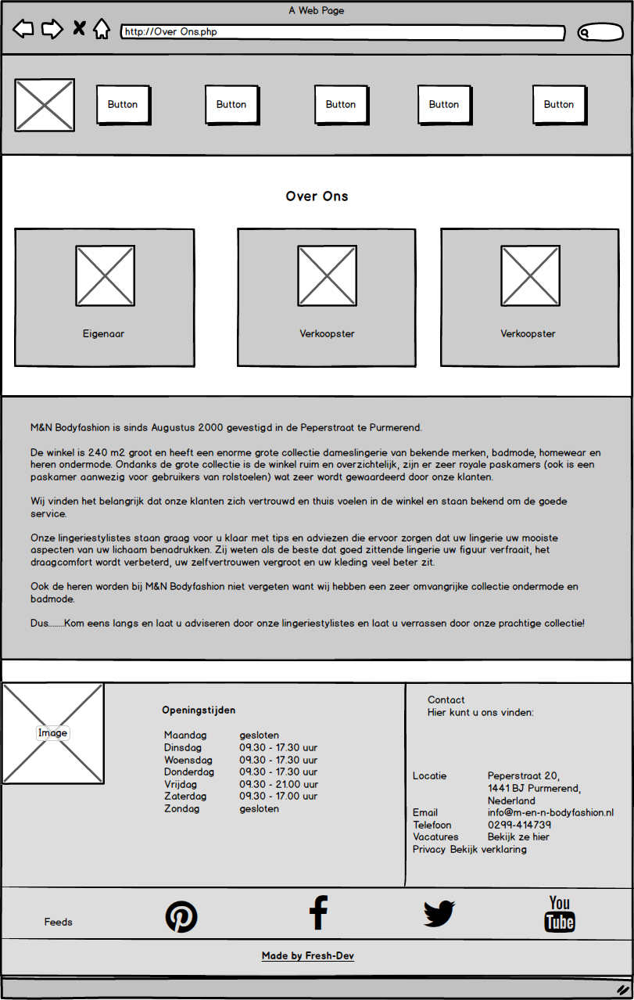 A Web Page
http://Over Ons.php
Button
Button
Button
Button
Button
Over Ons
Eigenaar
Verkoopster
Verkoopster
M&N Bodyfashion is sinds Augustus 2000 gevestigd in de Peperstraat te Purmerend.
De winkel is 240 m2 groot en heeft een enorme grote collectie dameslingerie van bekende merken, badmode, homewear en
heren ondermode. Ondanks de grote collectie is de winkel ruim en overzichtelijk, zijn er zeer royale paskamers (ook is een
paskamer aanwezig voor gebruikers van rolstoelen) wat zeer wordt gewaardeerd door onze klanten.
Wij vinden het belangrijk dat onze klanten zich vertrouwd en thuis voelen in de winkel en staan bekend om de goede
service.
Onze lingeriestylistes staan graag voor u klaar met tips en adviezen die ervoor zorgen dat uw lingerie uw mooiste
aspecten van uw lichaam benadrukken. Zij weten als de beste dat goed zittende lingerie uw figuur verfraait, het
draagcomfort wordt verbeterd, uw zelfvertrouwen vergroot en uw kleding veel beter zit.
Ook de heren worden bij M&N Bodyfashion niet vergeten want wij hebben een zeer omvangrijke collectie ondermode en
badmode.
Dus........Kom eens langs en laat u adviseren door onze lingeriestylistes en laat u verrassen door onze prachtige collectie!
Image
Openingstijden
Maandag gesloten
Dinsdag 09.30 - 17.30 uur
Woensdag 09.30 - 17.30 uur
Donderdag 09.30 - 17.30 uur
Vrijdag 09.30 - 21.00 uur
Zaterdag 09.30 - 17.00 uur
Zondag gesloten
Contact
Hier kunt u ons vinden:
Locatie Peperstraat 20,
1441 BJ Purmerend,
Nederland
Email info@m-en-n-bodyfashion.nl
Telefoon 0299-414739
Vacatures Bekijk ze hier
Privacy Bekijk verklaring
Feeds
You
Tube
Made by Fresh-Dev